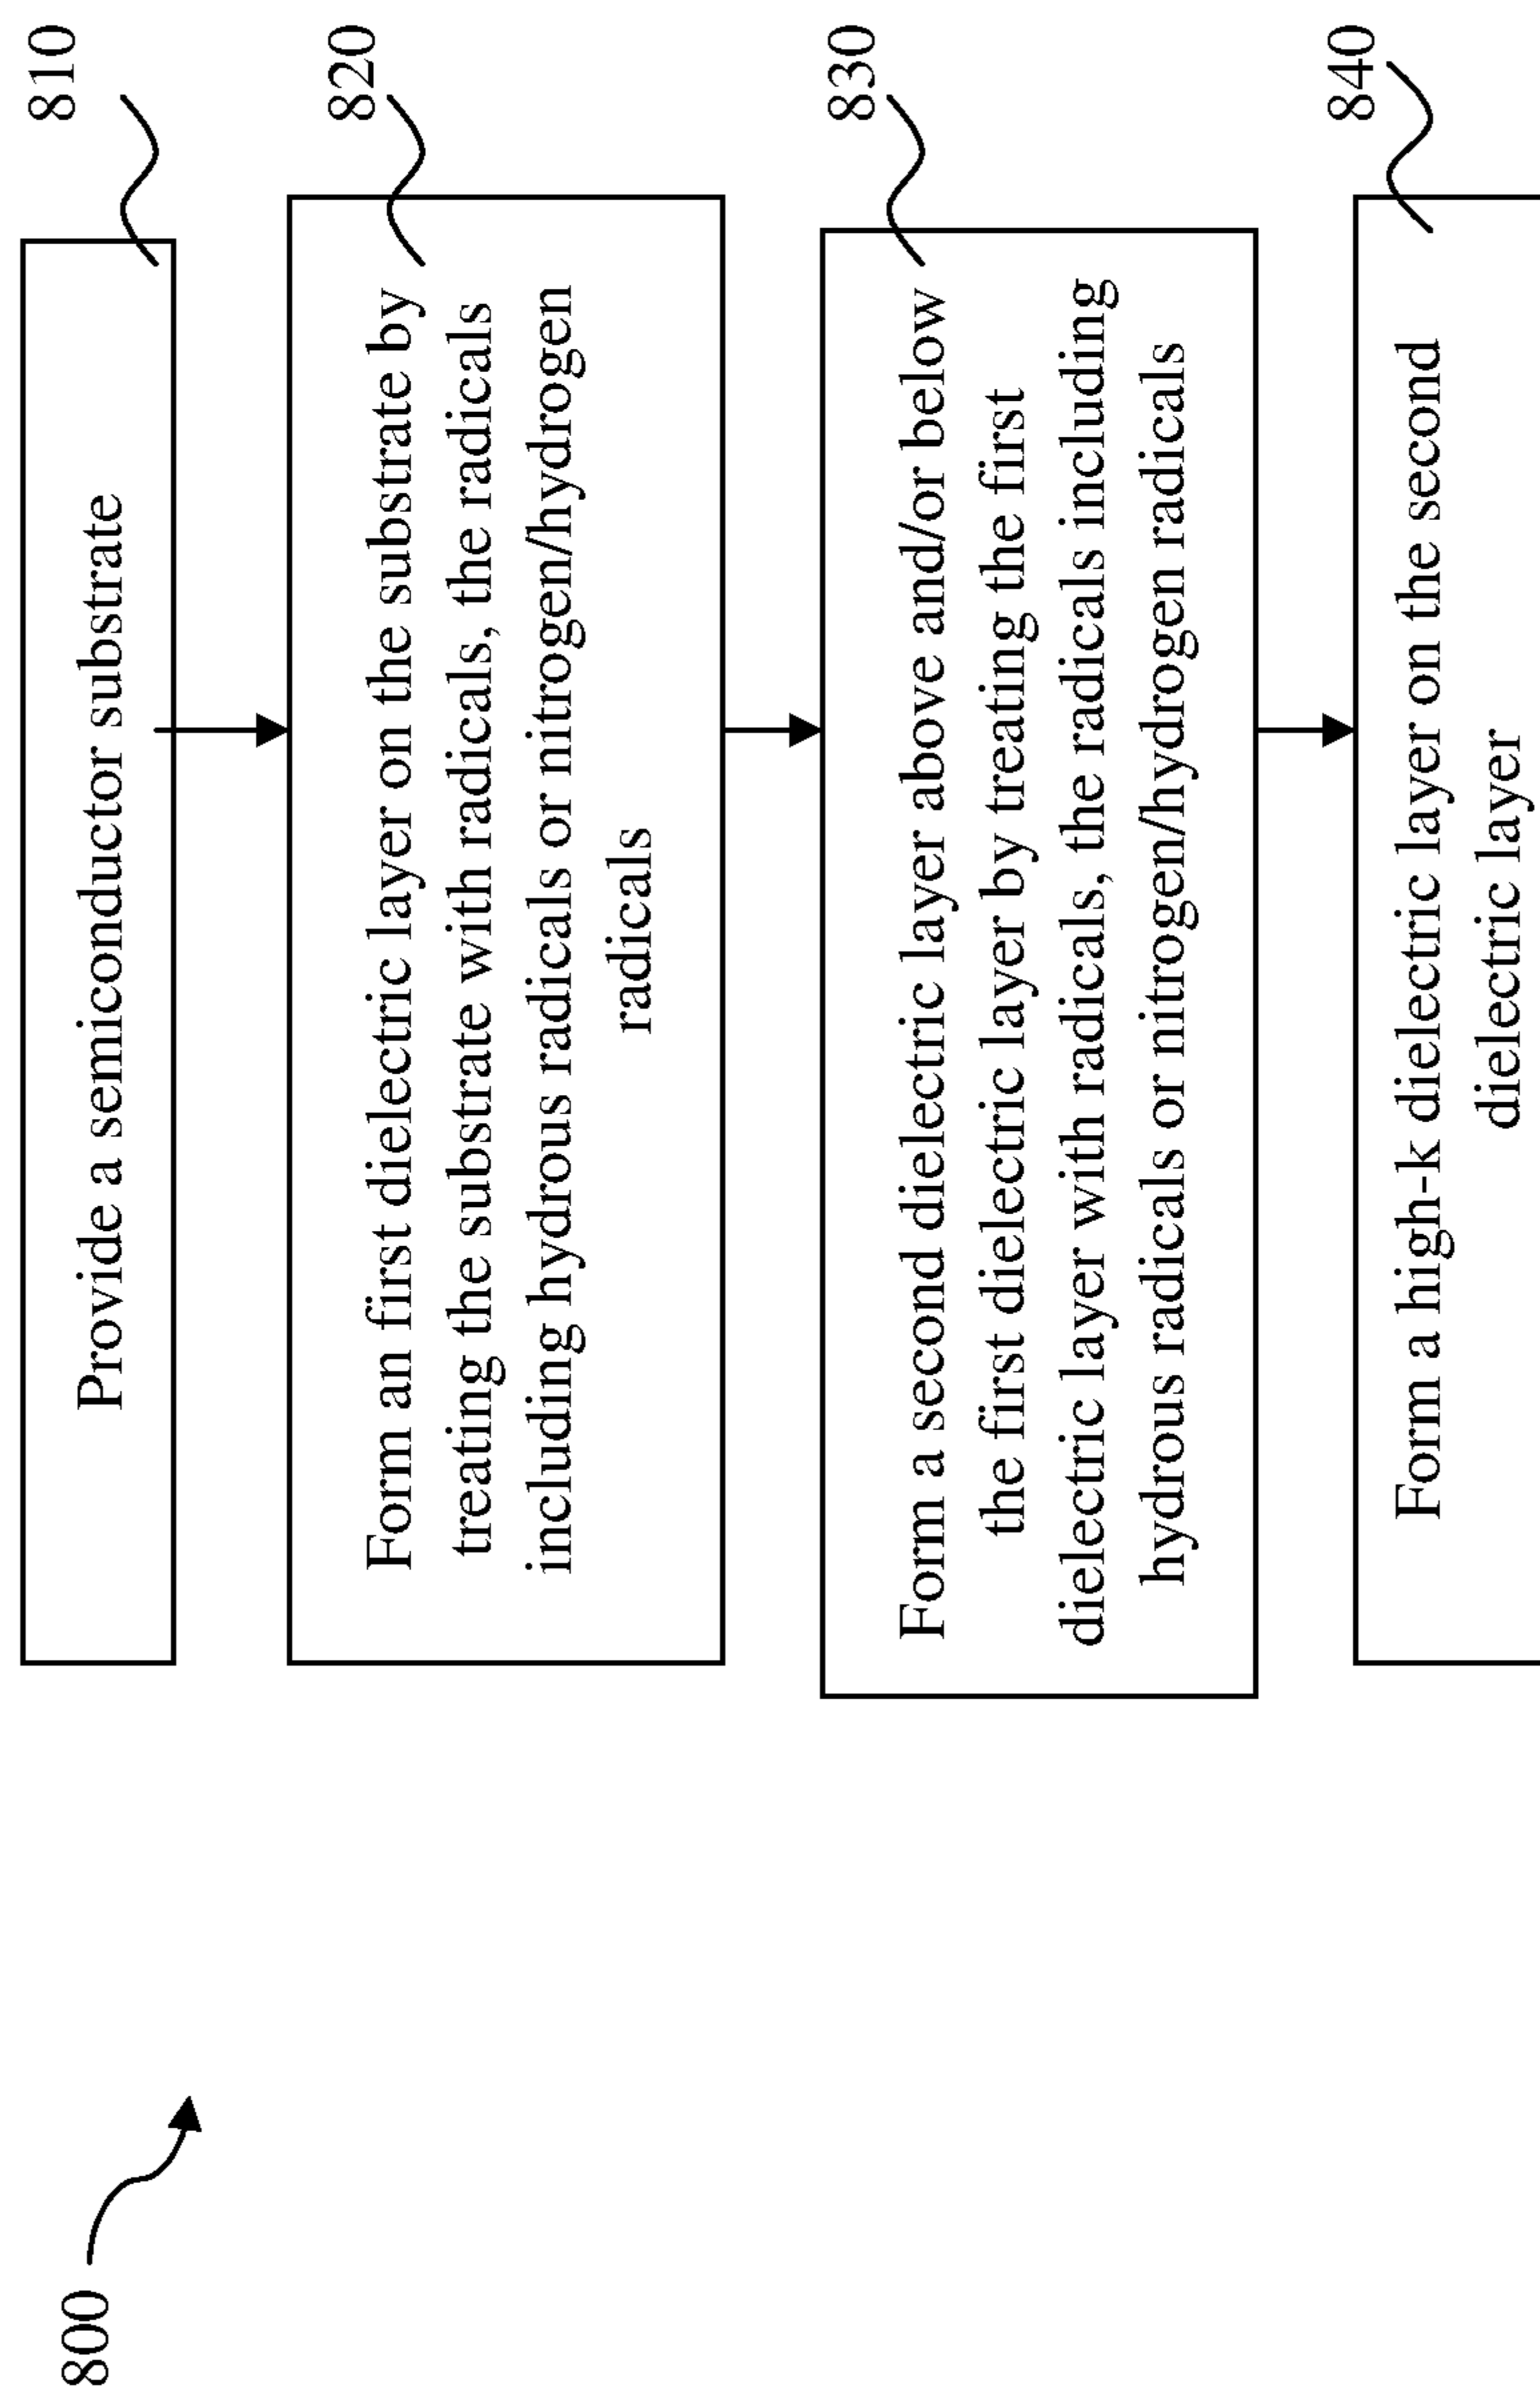 800
810
Provide a semiconductor substrate
820
Form an first dielectric layer on the substrate by
treating the substrate with radicals, the radicals
including hydrous radicals or nitrogen/hydrogen
radicals
830
Form a second dielectric layer above and/or below
the first dielectric layer by treating the first
dielectric layer with radicals, the radicals including
hydrous radicals or nitrogen/hydrogen radicals
840
Form a high-k dielectric layer on the second
dielectric layer